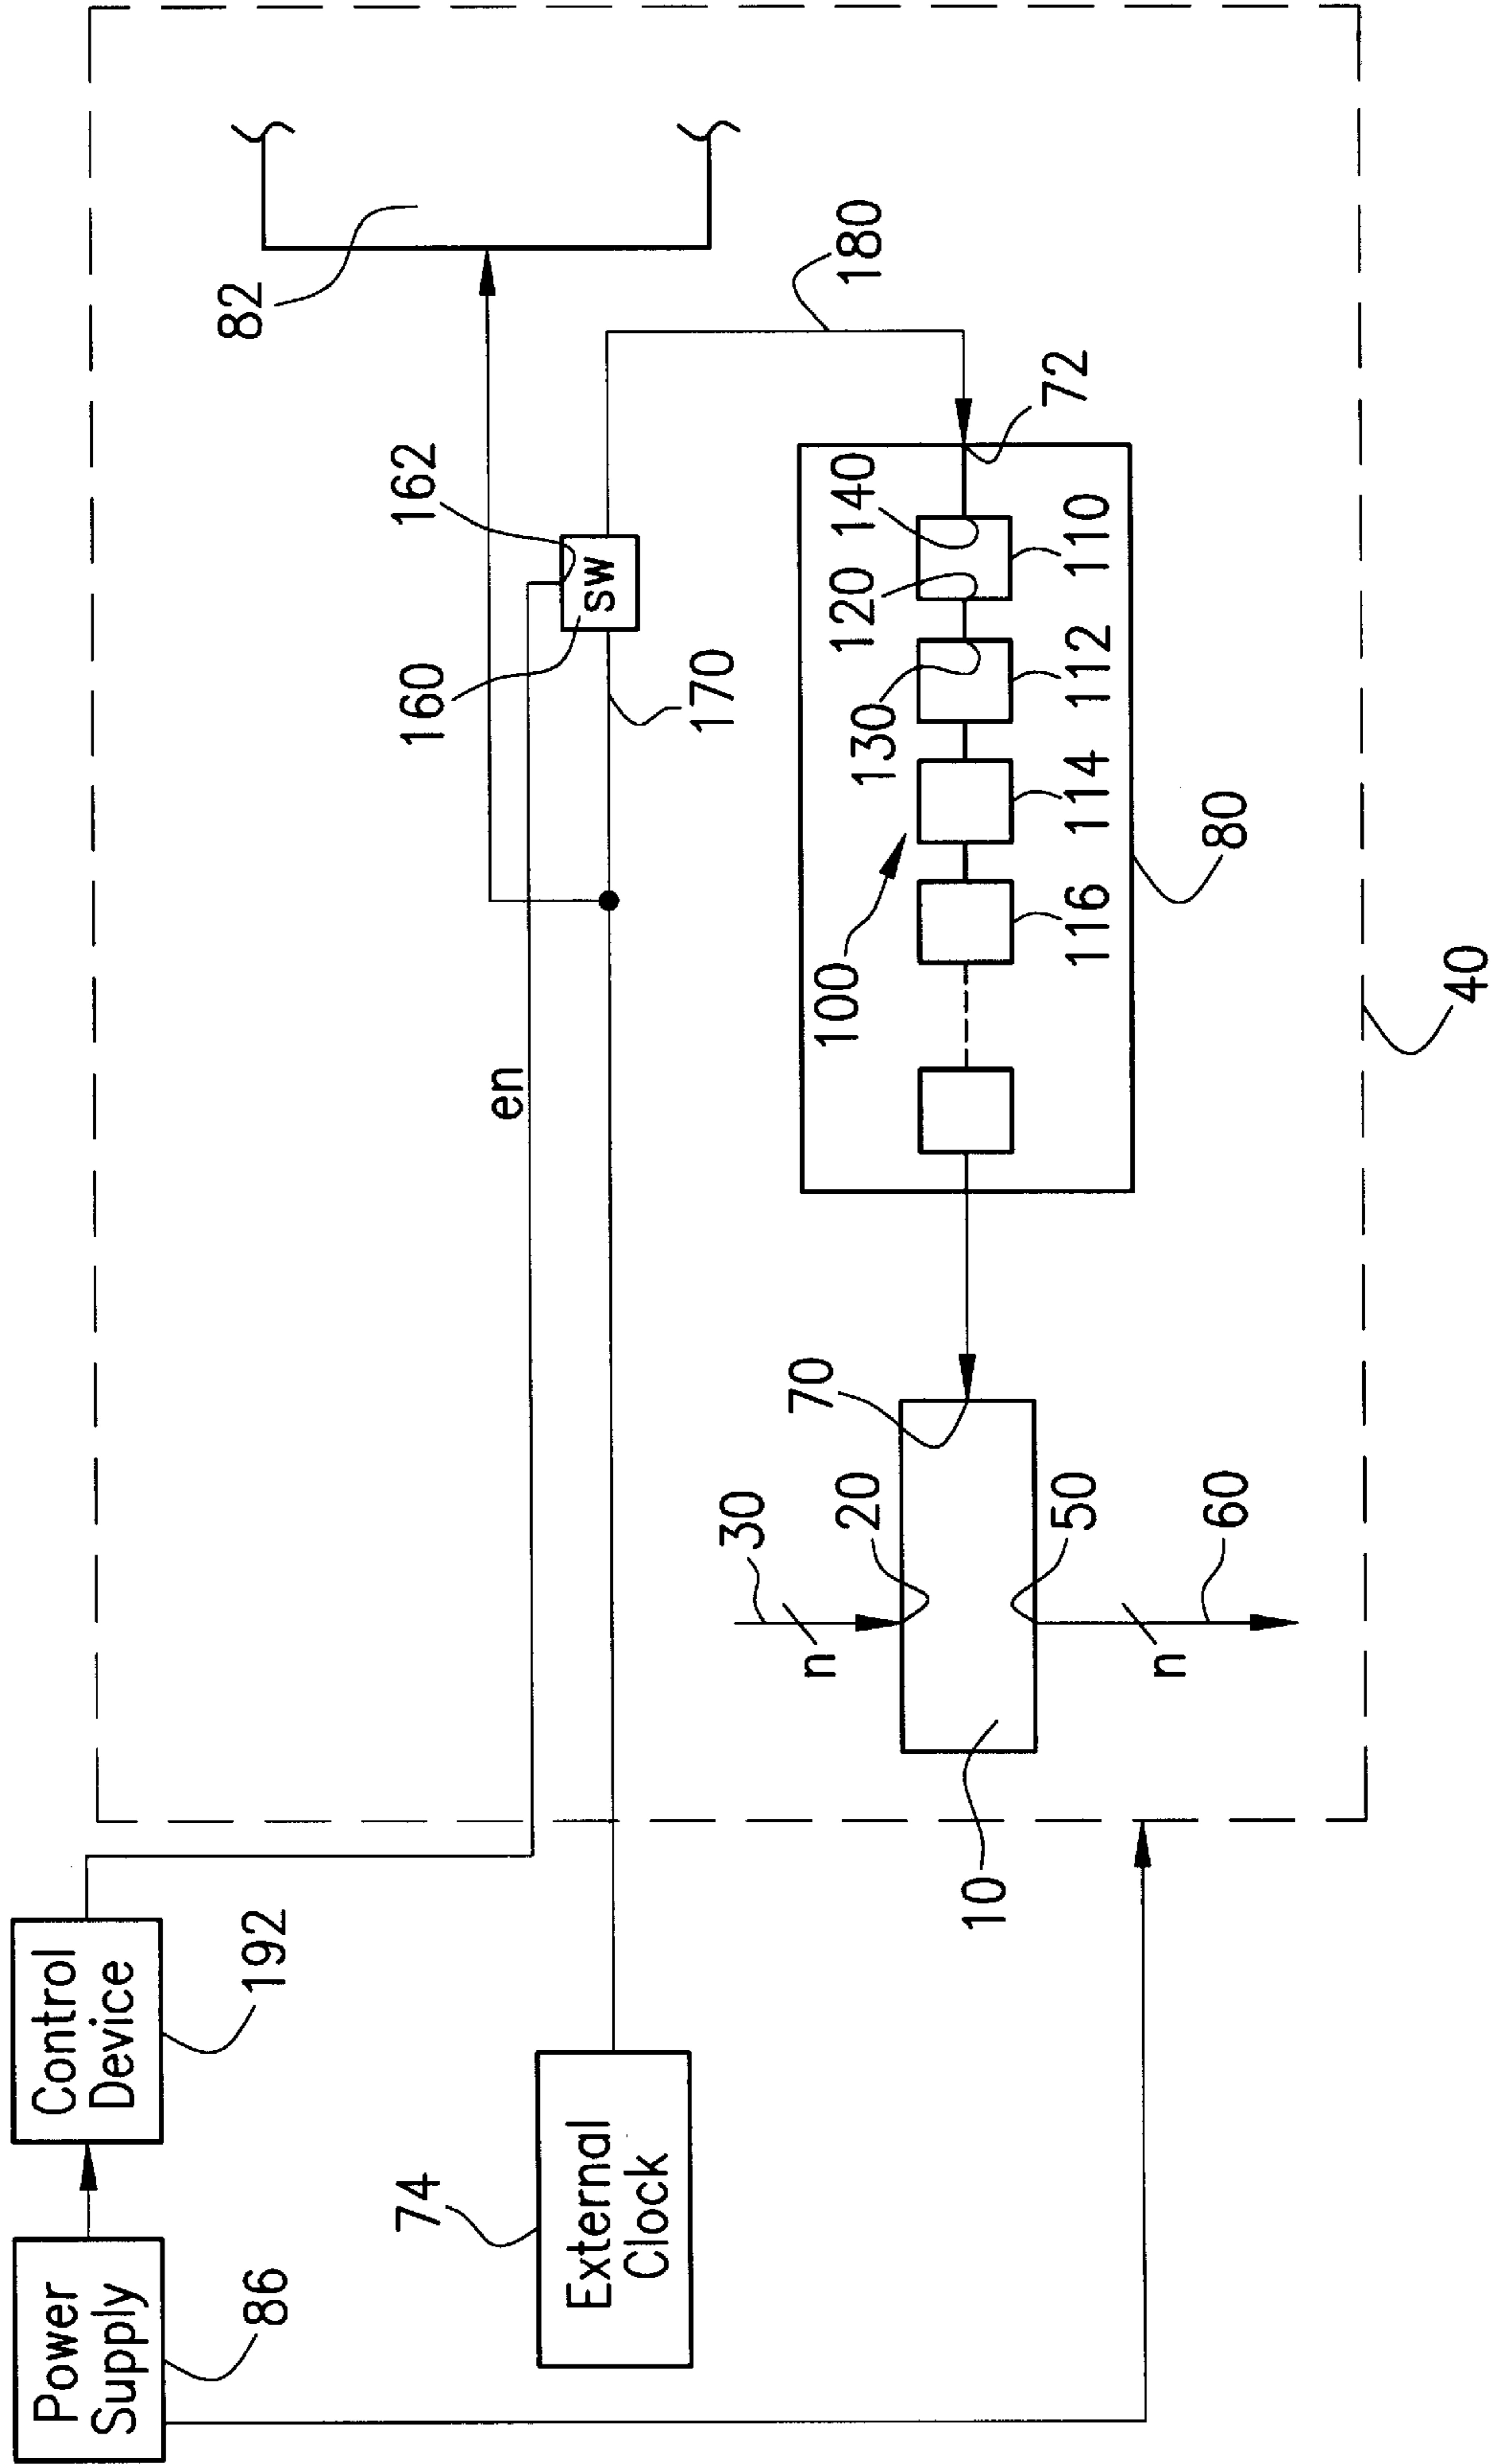 Power
Supply
Control
Device
86
192
82
74
160
162
en
External
Clock
sw
170
30
n
70
20
100
130
120
140
180
10
50
116
114
112
110
72
n
60
80
40